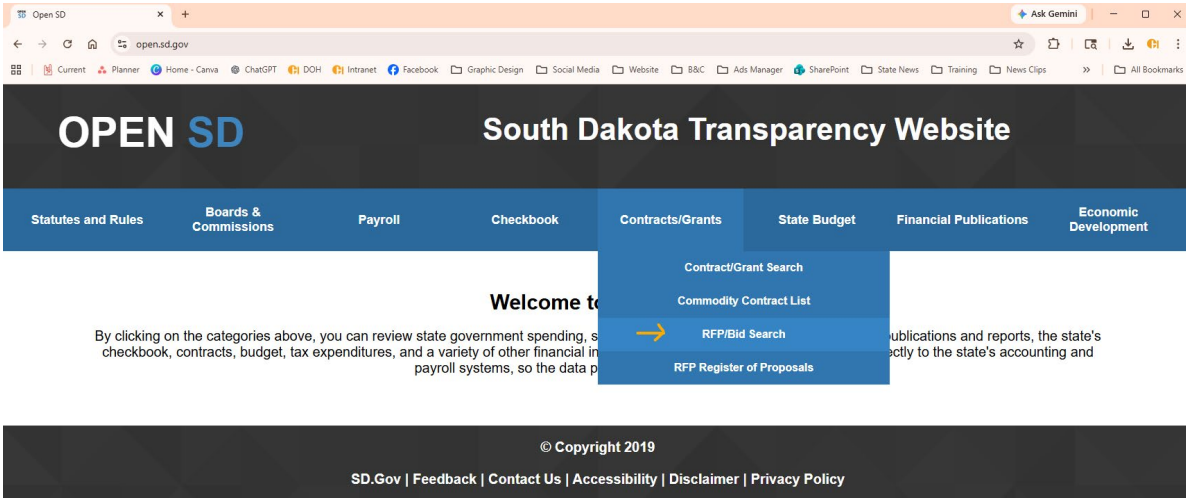 Open SD
Ask Gemini
open.sd.gov
Current Planner Home - Canva ChatGPT DOH Intranet Facebook Graphic Design Social Media Website B&C Ads Manager SharePoint State News Training News Clips » All Bookmarks
OPEN SD
South Dakota Transparency Website
Statutes and Rules
Boards &
Commissions
Payroll
Checkbook
Contracts/Grants
State Budget
Financial Publications
Economic
Development
Contract/Grant Search
Commodity Contract List
RFP/Bid Search
RFP Register of Proposals
Welcome to
By clicking on the categories above, you can review state government spending, s ublications and reports, the state's
checkbook, contracts, budget, tax expenditures, and a variety of other financial in ectly to the state's accounting and
payroll systems, so the data p
© Copyright 2019
SD.Gov | Feedback | Contact Us | Accessibility | Disclaimer | Privacy Policy